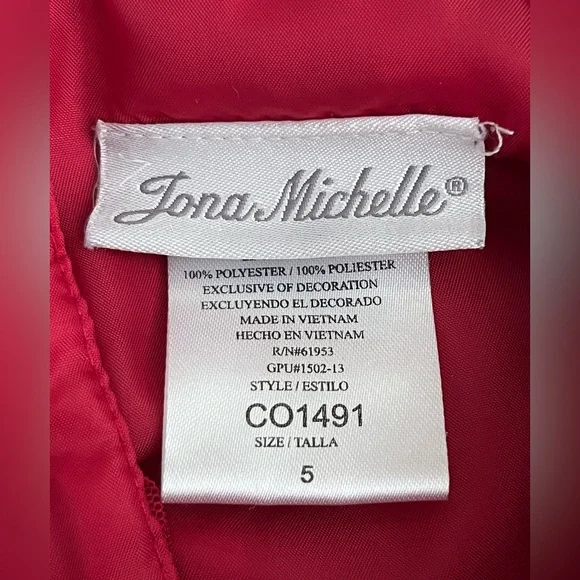 Jona Michelle®
100% POLYESTER / 100% POLIESTER
EXCLUSIVE OF DECORATION
EXCLUYENDO EL DECORADO
MADE IN VIETNAM
HECHO EN VIETNAM
R/N#61953
GPU#1502-13
STYLE / ESTILO
CO1491
SIZE / TALLA
5